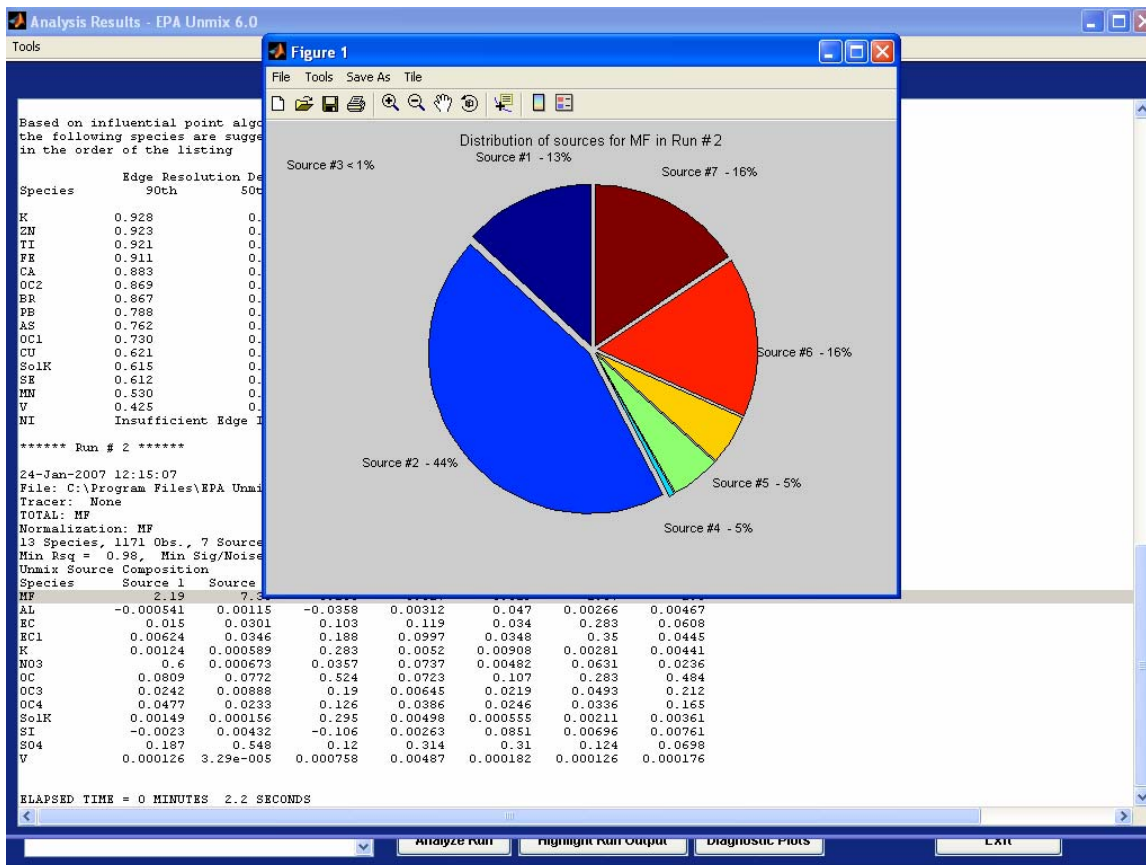 Analysis Results - EPA Unmix 6.0
Tools
Figure 1
File Tools Save As Tile
Distribution of sources for MF in Run # 2
Source #1 - 13%
Source #3 < 1%
Source #7 - 16%
Source #6 - 16%
Source #2 - 44%
Source #5 - 5%
Source #4 - 5%
Based on influential point
the following species are
in the order of the listing
Edge Resolution
Species 90th
K 0.928
ZN 0.923
TI 0.921
FE 0.911
CA 0.883
OC2 0.869
BR 0.867
PB 0.788
AS 0.762
OC1 0.730
CU 0.621
SolK 0.615
SE 0.612
MN 0.530
V 0.425
NI Insufficient Edge
****** Run # 2 ******
24-Jan-2007 12:15:07
File: C:\Program Files\EPA
Tracer: None
TOTAL: MF
Normalization: MF
13 Species, 1171 Obs., 7
Min Rsq = 0.98, Min Sig/Noise
Unmix Source Composition
Species Source 1 Source
MF 2.19
AL -0.000541 0.00115 -0.0358 0.00312 0.047 0.00266 0.00467
EC 0.015 0.0301 0.103 0.119 0.034 0.283 0.0608
EC1 0.00624 0.0346 0.188 0.0997 0.0348 0.35 0.0445
K 0.00124 0.000589 0.283 0.0052 0.00908 0.00281 0.00441
NO3 0.6 0.000673 0.0357 0.0737 0.00482 0.0631 0.0236
OC 0.0809 0.0772 0.524 0.0723 0.107 0.283 0.484
OC3 0.0242 0.00888 0.19 0.00645 0.0219 0.0493 0.212
OC4 0.0477 0.0233 0.126 0.0386 0.0246 0.0336 0.165
SolK 0.00149 0.000156 0.295 0.00498 0.000555 0.00211 0.00361
SI -0.0023 0.00432 -0.106 0.00263 0.0851 0.00696 0.00761
SO4 0.187 0.548 0.12 0.314 0.31 0.124 0.0698
V 0.000126 3.29e-005 0.000758 0.00487 0.000182 0.000126 0.000176
ELAPSED TIME = 0 MINUTES 2.2 SECONDS
Analyze Run
Highlight Run Output
Diagnostic Plots
Exit